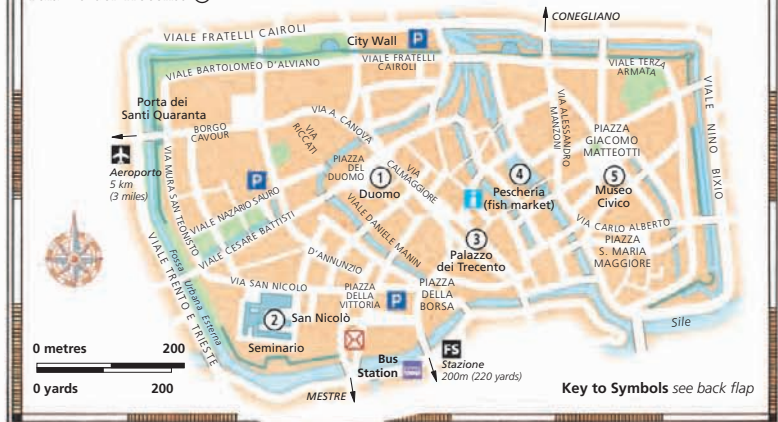 CONEGLIANO
VIALE FRATELLI CAIROLI
City Wall
P
VIALE FRATELLI
CAIROLI
VIALE BARTOLOMEO D'ALVIANO
VIALE TERZA
ARMATA
VIALE NINO BIXIO
Porta dei
Santi Quaranta
BORGO
CAVOUR
VIA A. CANOVA
VIA
RICCATI
VIA ALESSANDRO
MANZONI
PIAZZA
GIACOMO
MATTEOTTI
Aeroporto
5 km
(3 miles)
VIA MURA SAN TEONISTO
P
PIAZZA
DEL
DUOMO
1
Duomo
VIA
CALMAGGIORE
i
4
Pescheria
(fish market)
5
Museo
Civico
VIALE NAZARIO SAURO
VIALE CESARE BATTISTI
VIALE DANIELE MANIN
3
Palazzo
dei Trecento
VIA CARLO ALBERTO
PIAZZA
S. MARIA
MAGGIORE
VIALE TRENTO E TRIESTE
Fossa Urbana Esterna
D'ANNUNZIO
VIA SAN NICOLO
PIAZZA
DELLA
VITTORIA
P
PIAZZA
DELLA
BORSA
2
San Nicolò
Seminario
Sile
0 metres 200
0 yards 200
Bus
Station
FS
Stazione
200m (220 yards)
MESTRE
Key to Symbols see back flap